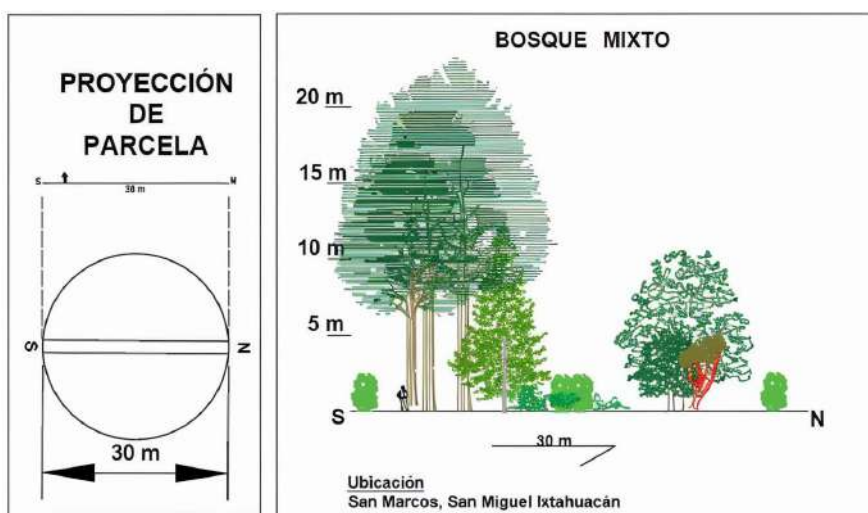 PROYECCIÓN
DE
PARCELA
S
30 m
S
N
30 m
BOSQUE MIXTO
20 m
15 m
10 m
5 m
S
N
30 m
Ubicación
San Marcos, San Miguel Ixtahuacán